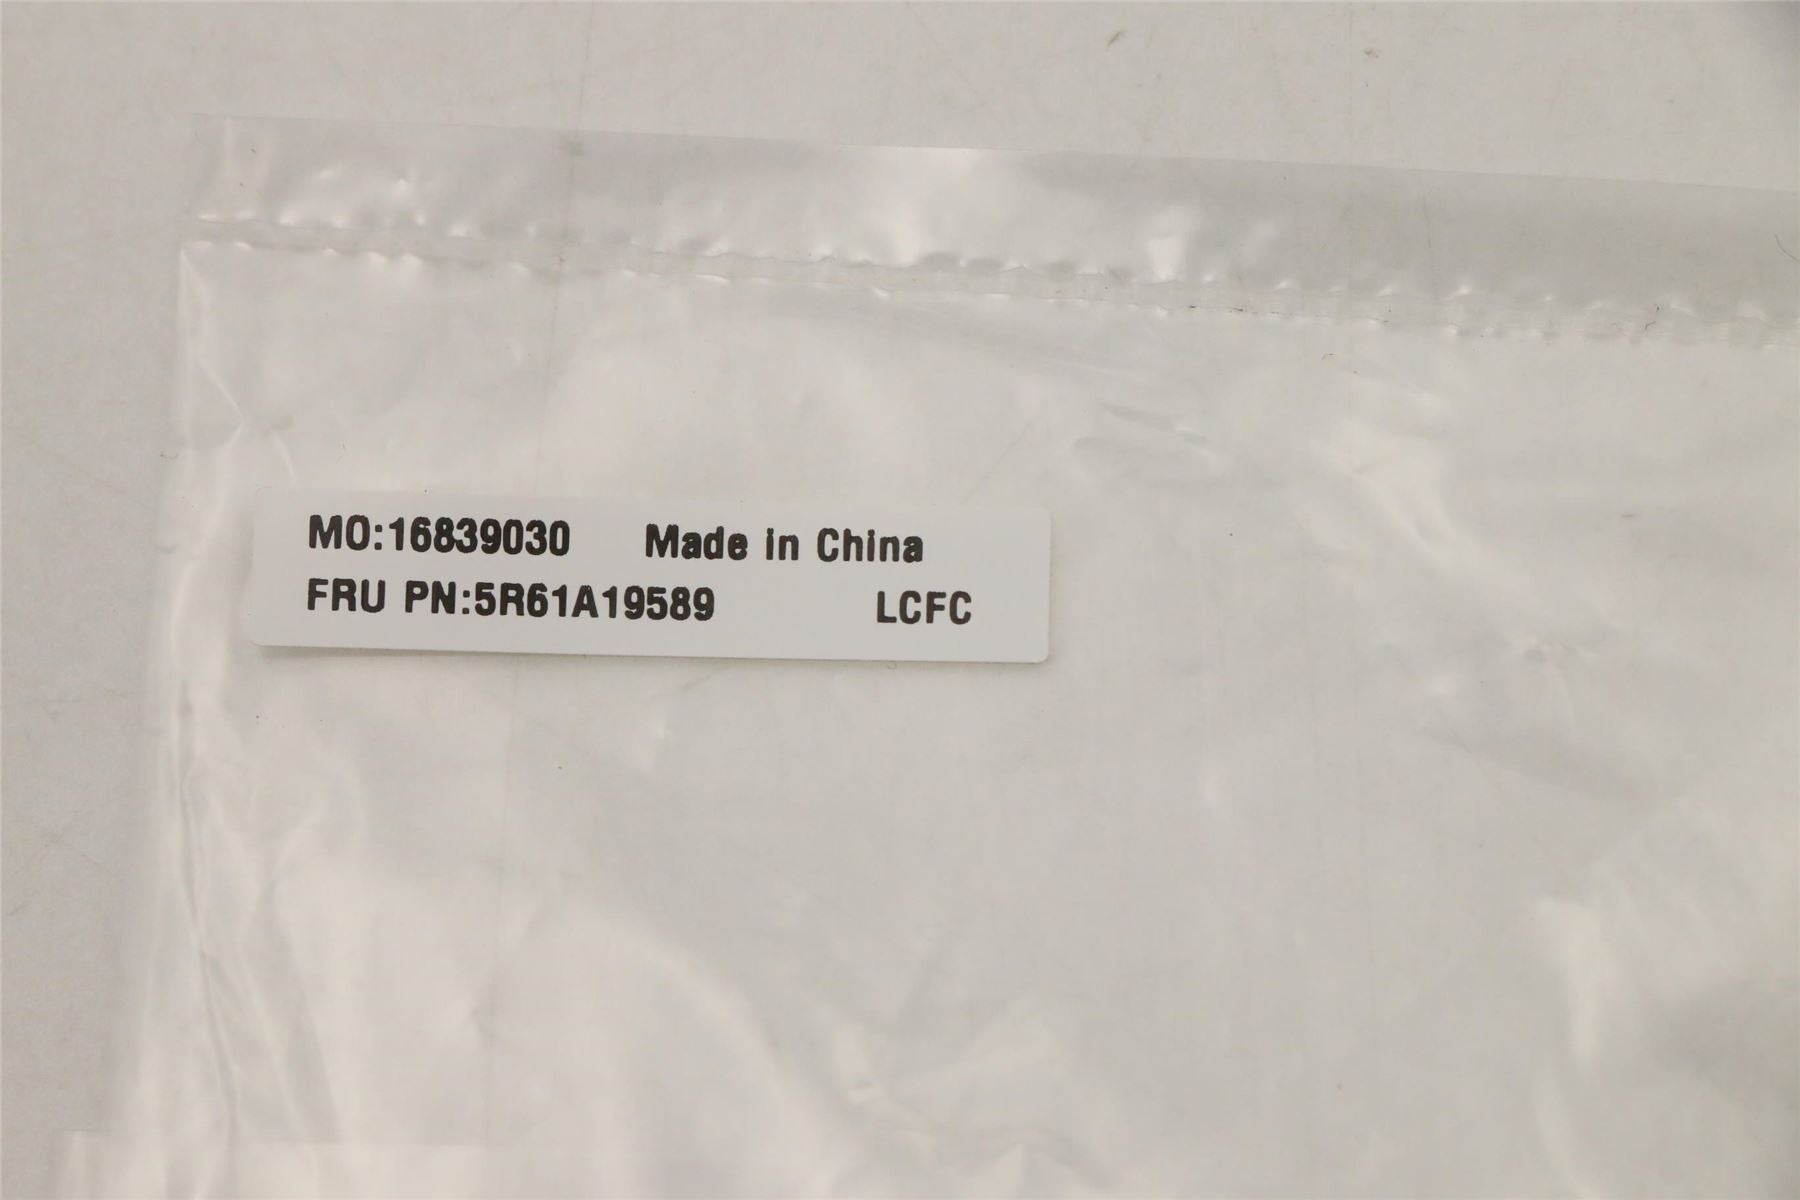 MO:16839030 Made in China
FRU PN:5R61A19589 LCFC